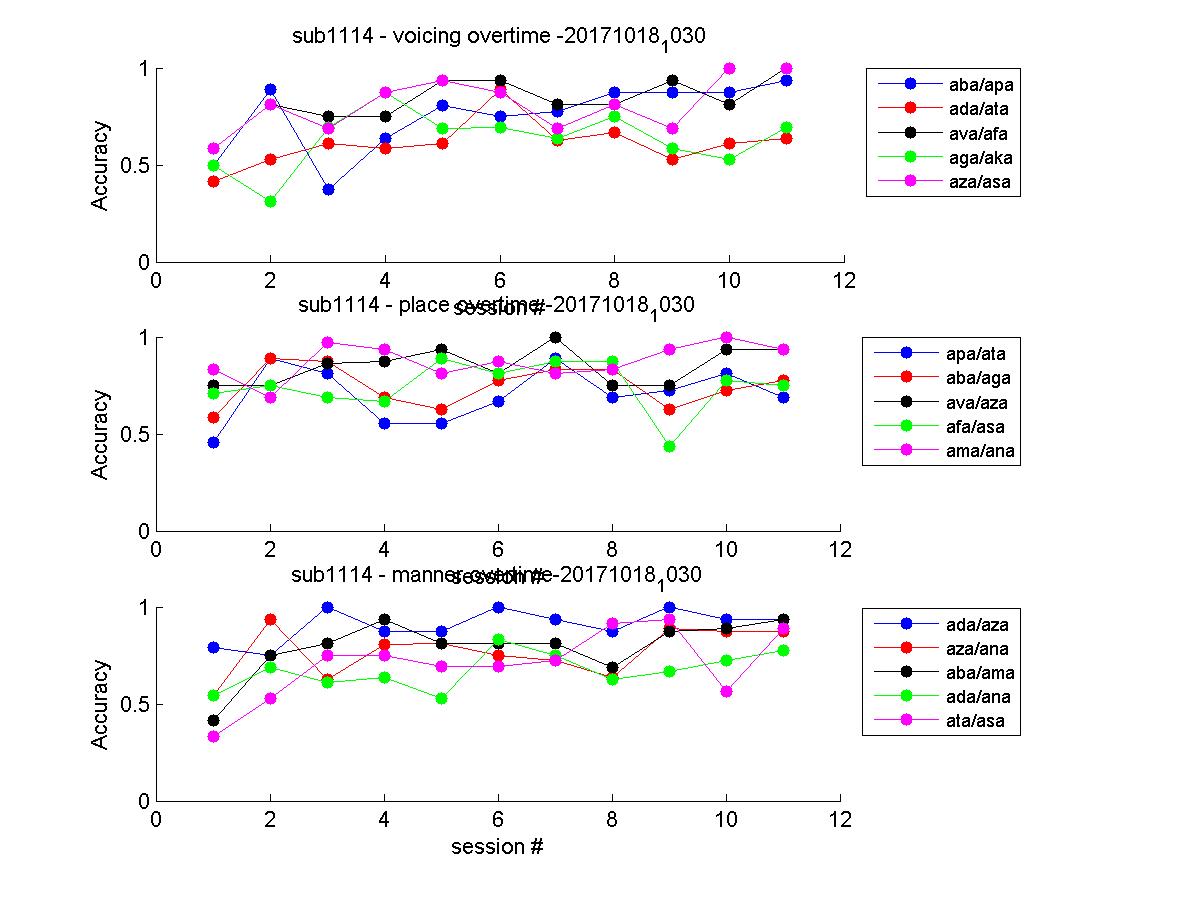 sub1114 - voicing overtime -20171018₁030
1
0.5
0
Accuracy
0 2 4 6 8 10 12
session #
aba/apa
ada/ata
ava/afa
aga/aka
aza/asa
sub1114 - place overtime -20171018₁030
1
0.5
0
Accuracy
0 2 4 6 8 10 12
session #
apa/ata
aba/aga
ava/aza
afa/asa
ama/ana
sub1114 - manner overtime -20171018₁030
1
0.5
0
Accuracy
0 2 4 6 8 10 12
session #
ada/aza
aza/ana
aba/ama
ada/ana
ata/asa